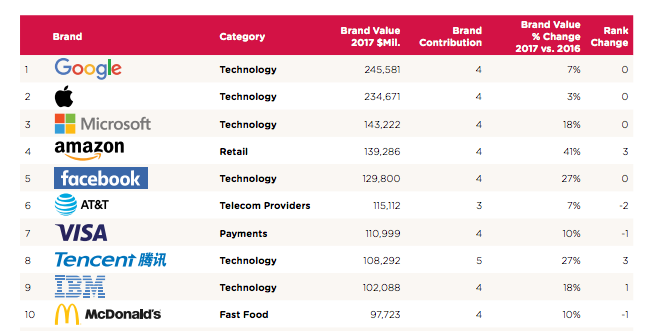 Brand Category Brand Value 2017 $Mil. Brand Contribution Brand Value % Change 2017 vs. 2016 Rank Change
1 Google Technology 245,581 4 7% 0
2 Technology 234,671 4 3% 0
3 Microsoft Technology 143,222 4 18% 0
4 amazon Retail 139,286 4 41% 3
5 facebook Technology 129,800 4 27% 0
6 AT&T Telecom Providers 115,112 3 7% -2
7 VISA Payments 110,999 4 10% -1
8 Tencent 腾讯 Technology 108,292 5 27% 3
9 IBM Technology 102,088 4 18% 1
10 McDonald's Fast Food 97,723 4 10% -1